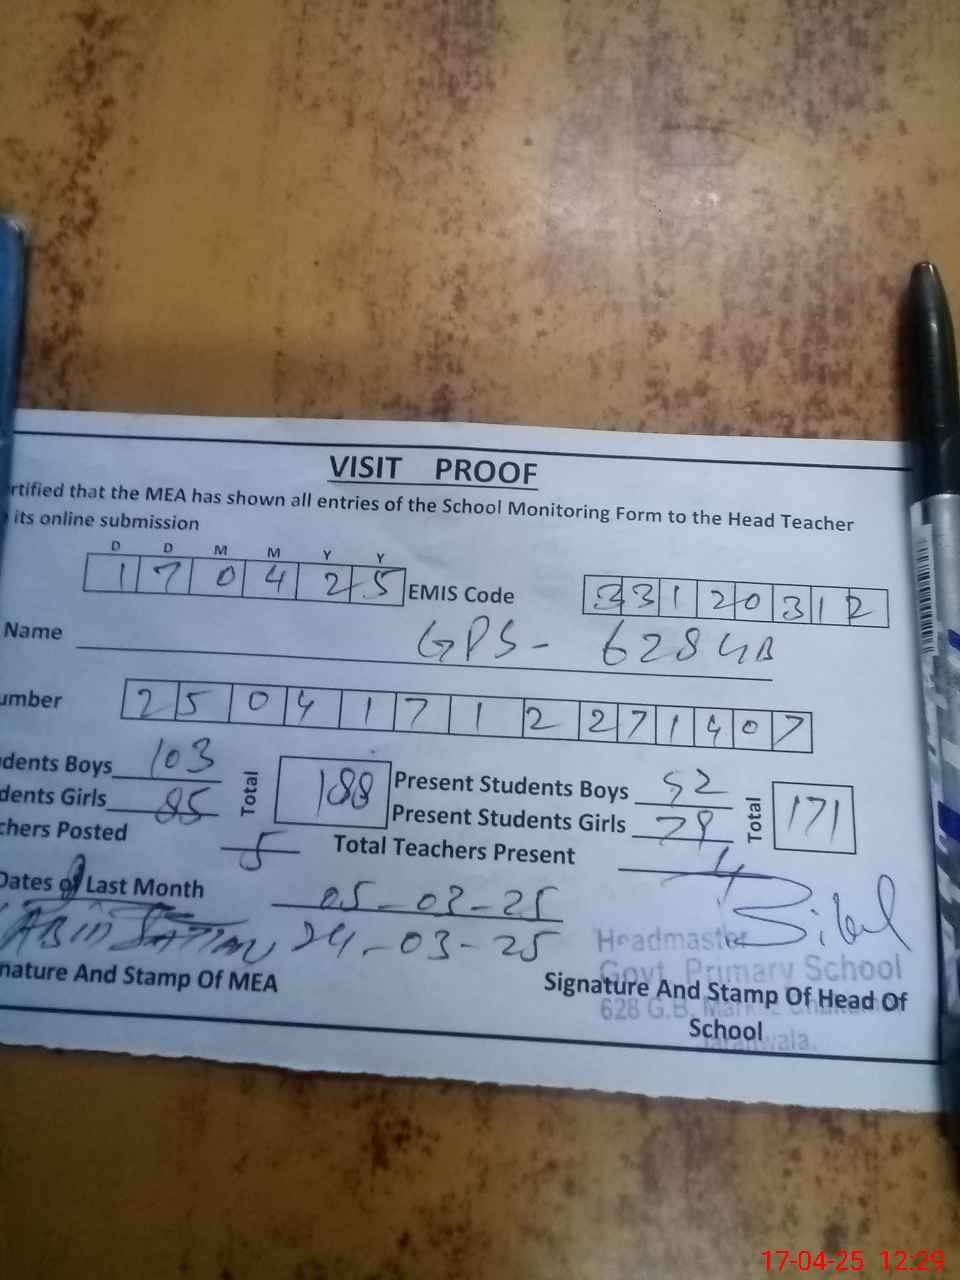 VISIT PROOF
rtified that the MEA has shown all entries of the School Monitoring Form to the Head Teacher
its online submission
D D M M Y Y
1 7 0 4 2 5 EMIS Code 3 3 1 2 0 3 1 2
Name GPS- 628 GB
umber 2 5 0 4 1 7 1 2 2 7 1 4 0 7
dents Boys 103 Total 188 Present Students Boys 92 Total 171
dents Girls 85 Present Students Girls 79
chers Posted 5 Total Teachers Present 4
Dates of Last Month 05-03-25
24-03-25
nature And Stamp Of MEA
Headmaster
Govt. Primary School
Signature And Stamp Of Head Of
628 G.B.
School
17-04-25 12:29